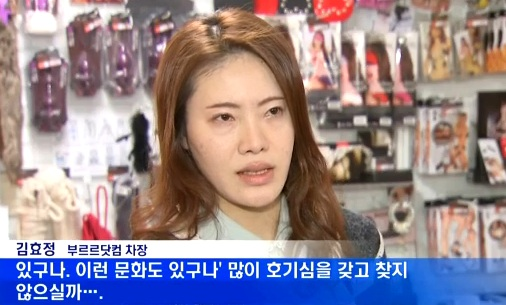 김효정 부르르닷컴 차장
있구나. 이런 문화도 있구나' 많이 호기심을 갖고 찾지
않으실까….